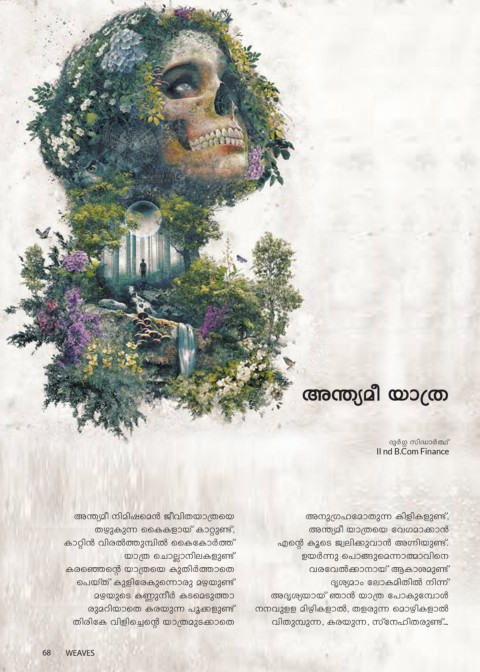 അന്ത്യമീ യാത്ര
ദുർഗ്ഗ സിദ്ധാർത്ഥ്
II nd B.Com Finance
അന്ത്യമീ നിമിഷമെൻ ജീവിതയാത്രയെ
തഴുകുന്ന കൈകളായ് കാറ്റുണ്ട്,
കാറ്റിൻ വിരൽത്തുമ്പിൽ കൈകോർത്ത്
യാത്ര ചൊല്ലാനിലകളുണ്ട്
കരഞ്ഞെന്റെ യാത്രയെ കുതിർത്താതെ
പെയ്ത് കുളിരേകുന്നൊരു മഴയുണ്ട്
മഴയുടെ കണ്ണുനീർ കടമെടുത്താ
രുമറിയാതെ കരയുന്ന പൂക്കളുണ്ട്
തിരികേ വിളിച്ചെന്റെ യാത്രമുടക്കാതെ
അനുഗ്രഹമോതുന്ന കിളികളുണ്ട്,
അന്ത്യമീ യാത്രയെ വേഗമാക്കാൻ
എന്റെ കൂടെ ജ്വലിക്കുവാൻ അഗ്നിയുണ്ട്.
ഉയർന്നു പൊങ്ങുമെന്നാത്മാവിനെ
വരവേൽക്കാനായ് ആകാശമുണ്ട്
ദൃശ്യമാം ലോകമിതിൽ നിന്ന്
അദൃശ്യയായ് ഞാൻ യാത്ര പോകുമ്പോൾ
നനവുള്ള മിഴികളാൽ, തളരുന്ന മൊഴികളാൽ
വിതുമ്പുന്ന, കരയുന്ന, സ്നേഹിതരുണ്ട്...
68 WEAVES